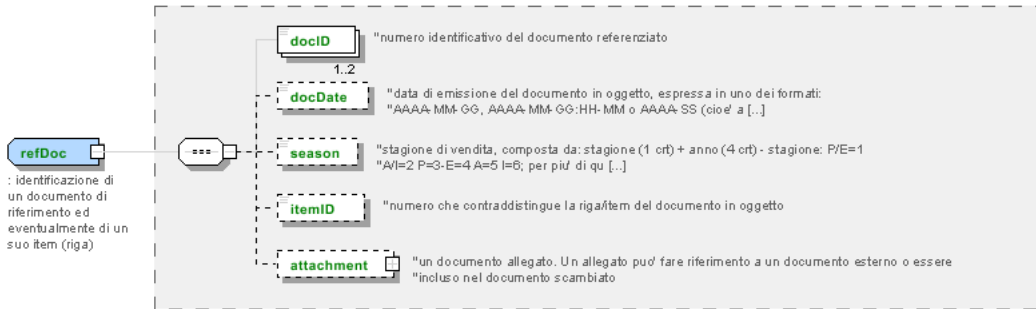 docID
"numero identificativo del documento referenziato
1..2
docDate
"data di emissione del documento in oggetto, espressa in uno dei formati:
"AAAA-MM-GG, AAAA-MM-GG:HH-MM o AAAA-SS (cioe' a [...]
refDoc
season
"stagione di vendita, composta da: stagione (1 crt) + anno (4 crt) - stagione: P/E=1
"A/I=2 P=3-E=4 A=5 I=6; per piu' di qu [...]
: identificazione di
un documento di
riferimento ed
eventualmente di un
suo item (riga)
itemID
"numero che contraddistingue la riga/item del documento in oggetto
attachment
"un documento allegato. Un allegato puo' fare riferimento a un documento esterno o essere
"incluso nel documento scambiato